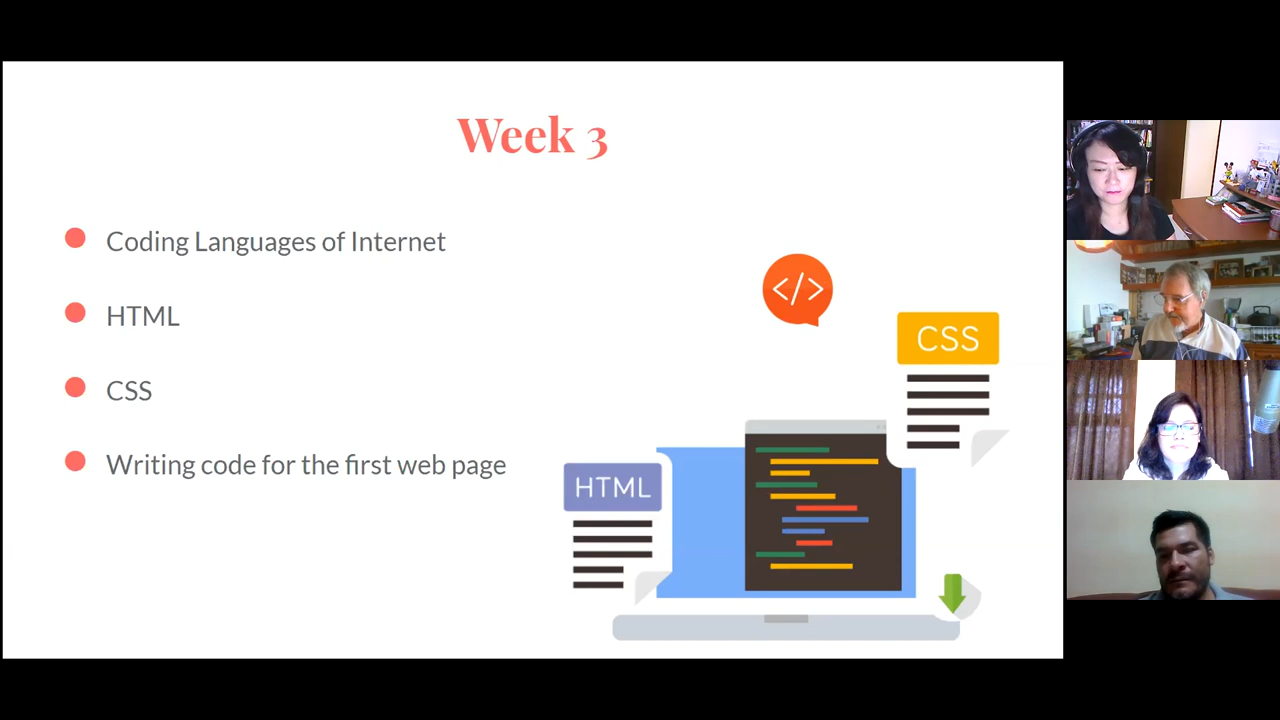 Week 3
Coding Languages of Internet
HTML
CSS
Writing code for the first web page
</>
CSS
HTML